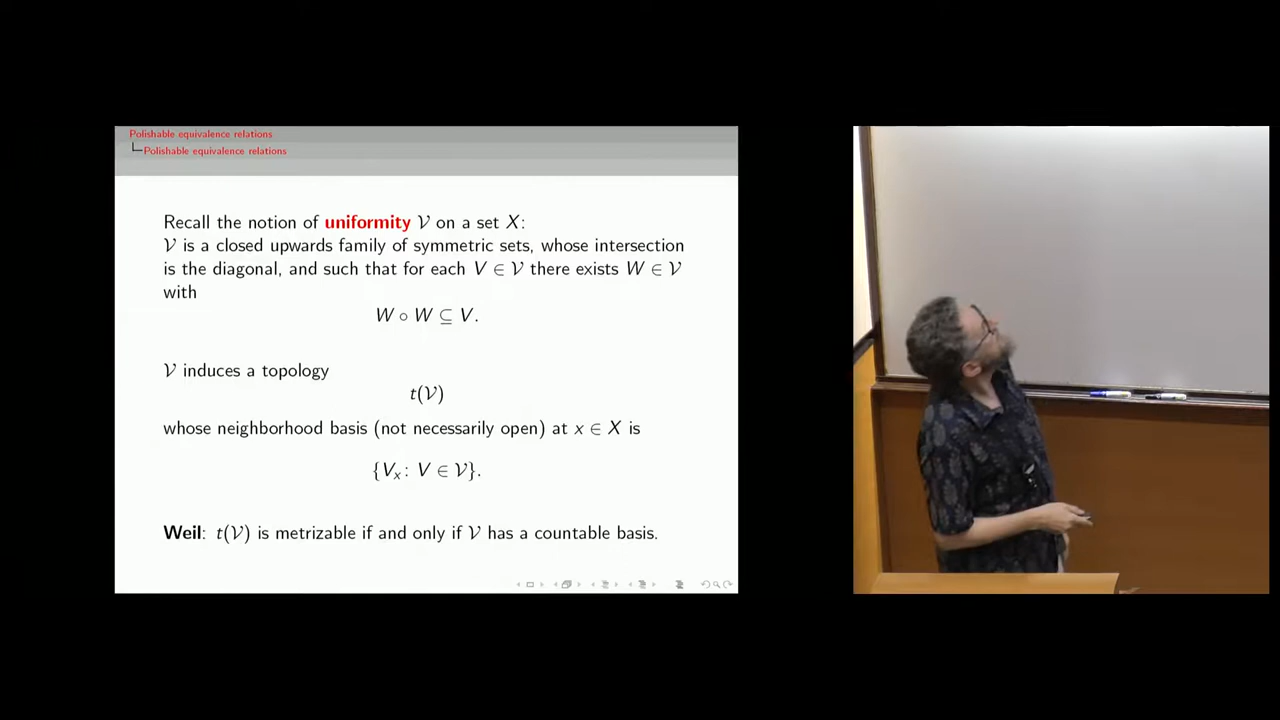 Polishable equivalence relations
Polishable equivalence relations
Recall the notion of uniformity 𝒱 on a set X:
𝒱 is a closed upwards family of symmetric sets, whose intersection
is the diagonal, and such that for each V ∈ 𝒱 there exists W ∈ 𝒱
with
W ∘ W ⊆ V.
𝒱 induces a topology
t(𝒱)
whose neighborhood basis (not necessarily open) at x ∈ X is
{Vₓ : V ∈ 𝒱}.
Weil: t(𝒱) is metrizable if and only if 𝒱 has a countable basis.